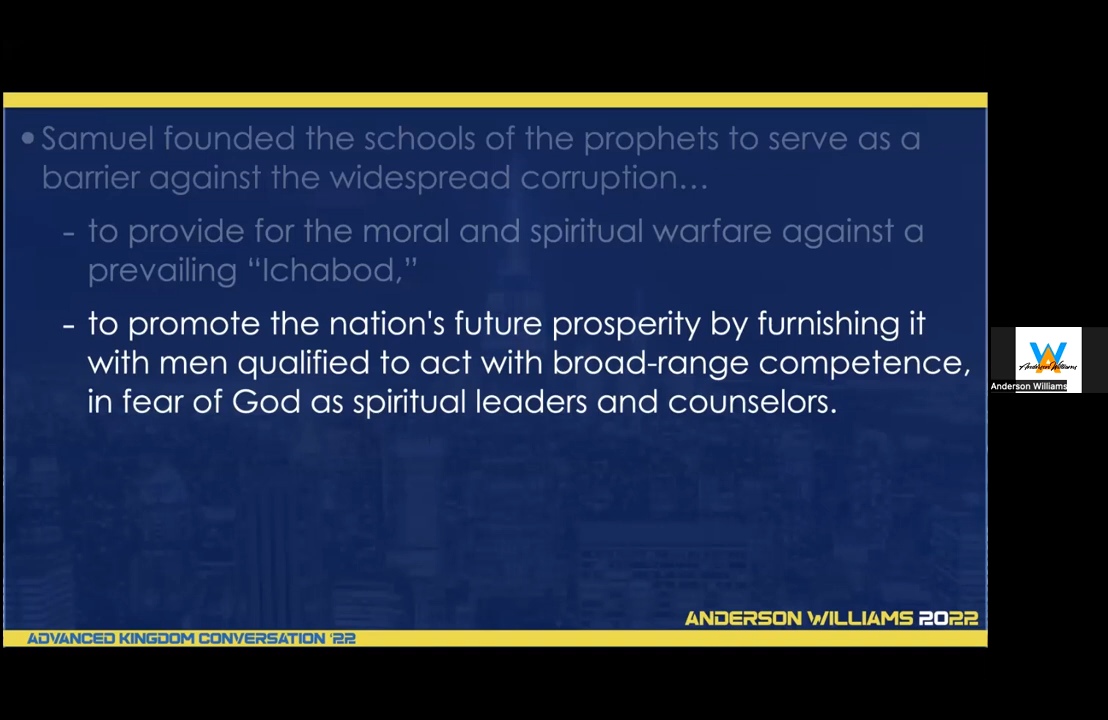 • Samuel founded the schools of the prophets to serve as a
barrier against the widespread corruption…
- to provide for the moral and spiritual warfare against a
prevailing “Ichabod,”
- to promote the nation's future prosperity by furnishing it
with men qualified to act with broad-range competence,
in fear of God as spiritual leaders and counselors.
Anderson Williams
Anderson Williams
ANDERSON WILLIAMS 2022
ADVANCED KINGDOM CONVERSATION '22